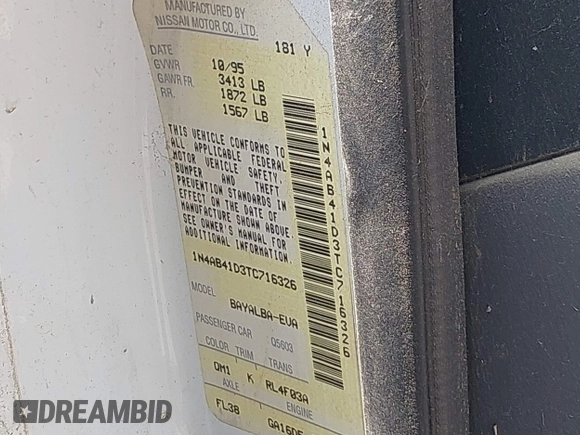 MANUFACTURED BY
NISSAN MOTOR CO., LTD.
181 Y
DATE 10/95
GVWR 3413 LB
GAWR FR. 1872 LB
RR. 1567 LB
THIS VEHICLE CONFORMS TO
ALL APPLICABLE FEDERAL
MOTOR VEHICLE SAFETY,
BUMPER AND THEFT
PREVENTION STANDARDS IN
EFFECT ON THE DATE OF
MANUFACTURE SHOWN ABOVE.
SEE OWNER'S MANUAL FOR
ADDITIONAL INFORMATION.
1N4AB41D3TC716326
1N4AB41D3TC716326
MODEL BAYALBA-EVA
PASSENGER CAR Q5603
COLOR TRIM TRANS
QM1 K RL4F03A
AXLE ENGINE
FL38
DREAMBID